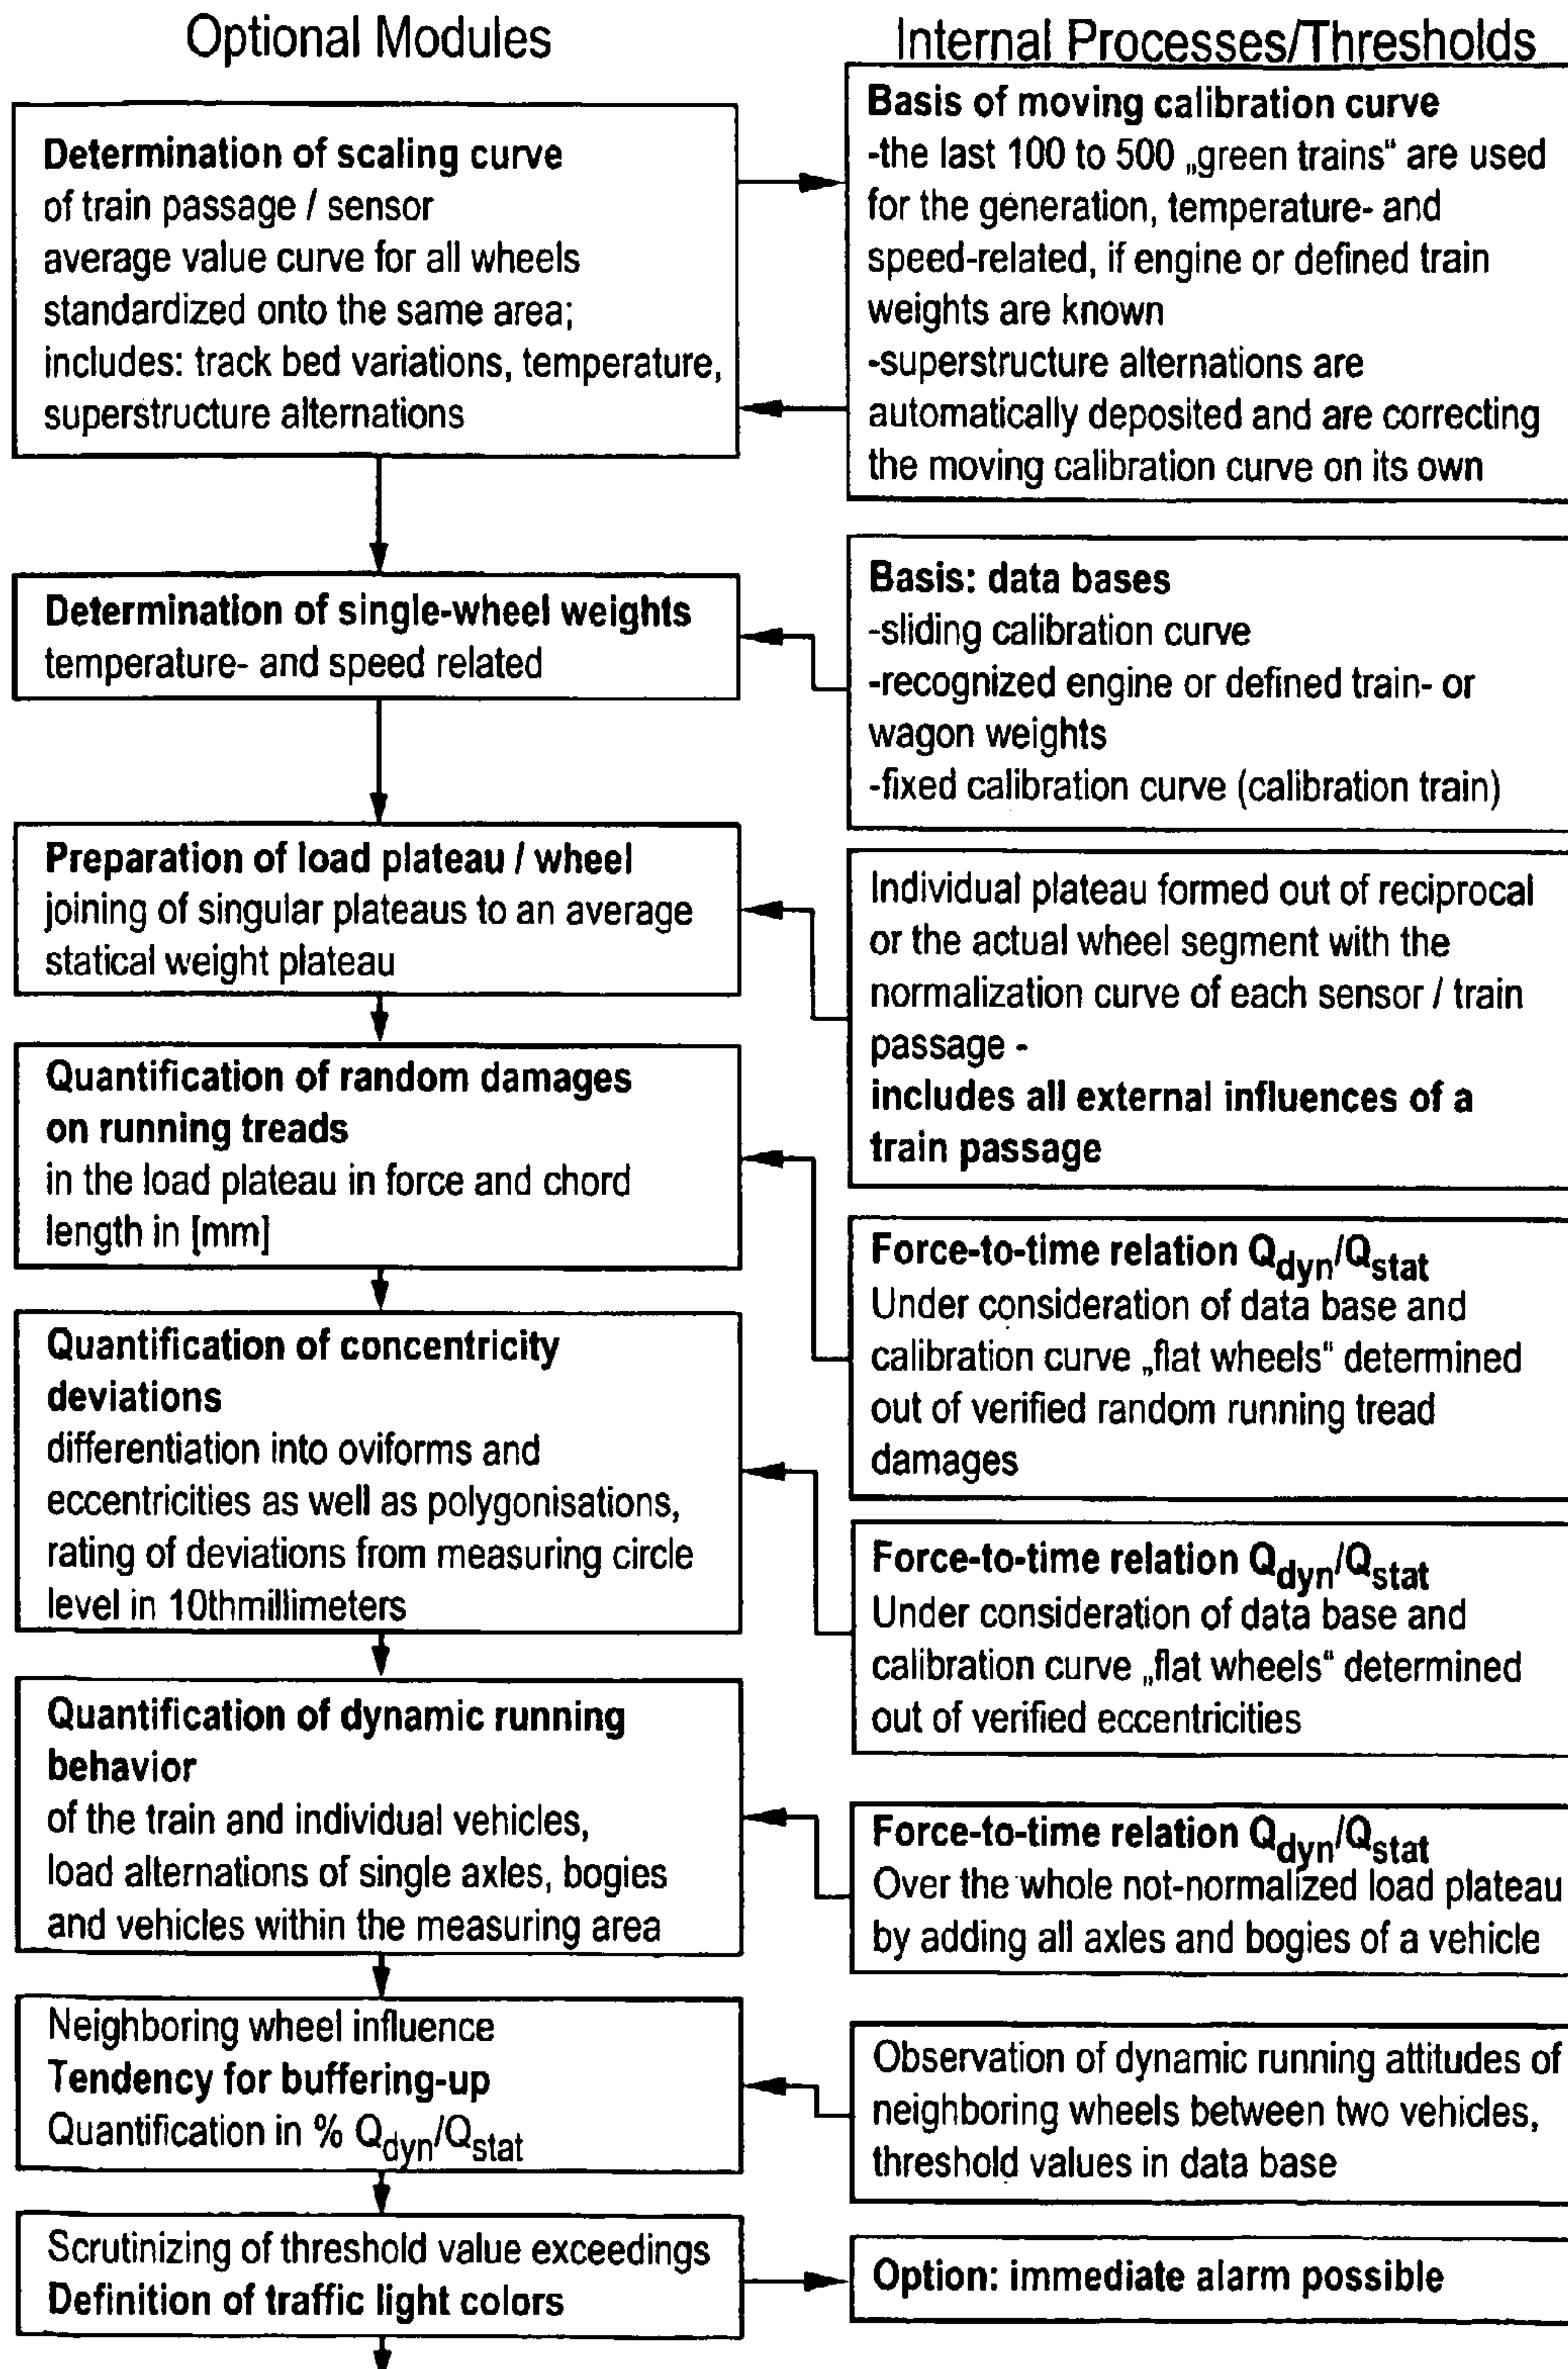 Optional Modules
Determination of scaling curve
of train passage / sensor
average value curve for all wheels
standardized onto the same area;
includes: track bed variations, temperature,
superstructure alternations
Determination of single-wheel weights
temperature- and speed related
Preparation of load plateau / wheel
joining of singular plateaus to an average
statical weight plateau
Quantification of random damages
on running treads
in the load plateau in force and chord
length in [mm]
Quantification of concentricity
deviations
differentiation into oviforms and
eccentricities as well as polygonisations,
rating of deviations from measuring circle
level in 10thmillimeters
Quantification of dynamic running
behavior
of the train and individual vehicles,
load alternations of single axles, bogies
and vehicles within the measuring area
Neighboring wheel influence
Tendency for buffering-up
Quantification in % Qdyn/Qstat
Scrutinizing of threshold value exceedings
Definition of traffic light colors
Internal Processes/Thresholds
Basis of moving calibration curve
-the last 100 to 500 „green trains“ are used
for the generation, temperature- and
speed-related, if engine or defined train
weights are known
-superstructure alternations are
automatically deposited and are correcting
the moving calibration curve on its own
Basis: data bases
-sliding calibration curve
-recognized engine or defined train- or
wagon weights
-fixed calibration curve (calibration train)
Individual plateau formed out of reciprocal
or the actual wheel segment with the
normalization curve of each sensor / train
passage -
includes all external influences of a
train passage
Force-to-time relation Qdyn/Qstat
Under consideration of data base and
calibration curve „flat wheels“ determined
out of verified random running tread
damages
Force-to-time relation Qdyn/Qstat
Under consideration of data base and
calibration curve „flat wheels“ determined
out of verified eccentricities
Force-to-time relation Qdyn/Qstat
Over the whole not-normalized load plateau
by adding all axles and bogies of a vehicle
Observation of dynamic running attitudes of
neighboring wheels between two vehicles,
threshold values in data base
Option: immediate alarm possible